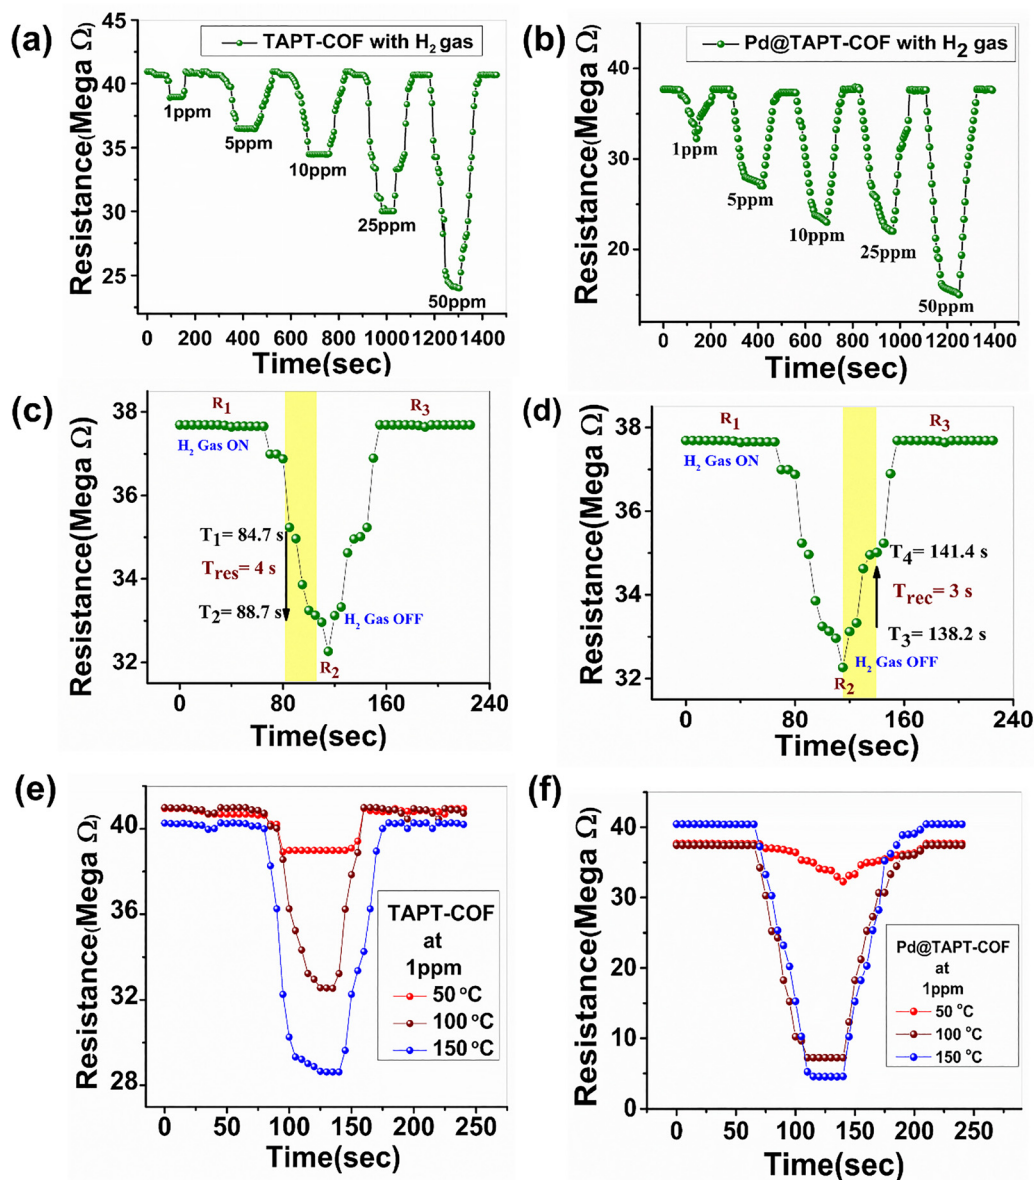 (a)
TAPT-COF with H₂ gas
45
40
35
30
25
Resistance(Mega Ω)
1ppm
5ppm
10ppm
25ppm
50ppm
0 200 400 600 800 1000 1200 1400
Time(sec)
(b)
Pd@TAPT-COF with H₂ gas
40
30
20
Resistance(Mega Ω)
1ppm
5ppm
10ppm
25ppm
50ppm
0 200 400 600 800 1000 1200 1400
Time(sec)
(c)
38
36
34
32
Resistance(Mega Ω)
R₁
R₃
H₂ Gas ON
T₁= 84.7 s
Tres= 4 s
T₂= 88.7 s
H₂ Gas OFF
R₂
0 80 160 240
Time(sec)
(d)
38
37
36
35
34
33
32
Resistance(Mega Ω)
R₁
R₃
H₂ Gas ON
T₄= 141.4 s
Trec= 3 s
T₃= 138.2 s
H₂ Gas OFF
R₂
0 80 160 240
Time(sec)
(e)
40
36
32
28
Resistance(Mega Ω)
TAPT-COF
at
1ppm
50 °C
100 °C
150 °C
0 50 100 150 200 250
Time(sec)
(f)
50
40
30
20
10
0
Resistance(Mega Ω)
Pd@TAPT-COF
at
1ppm
50 °C
100 °C
150 °C
0 50 100 150 200 250
Time(sec)